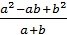 a² − ab + b²
a + b